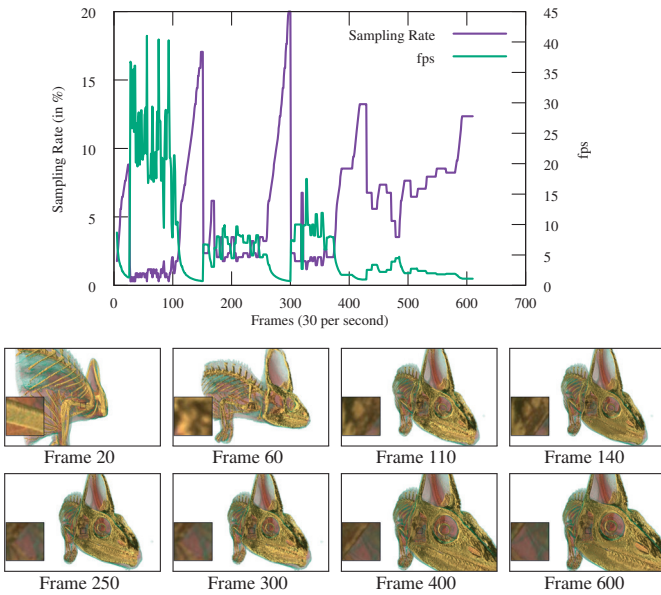 20
15
10
5
0
Sampling Rate (in %)
Sampling Rate
fps
45
40
35
30
25
20
15
10
5
0
fps
0 100 200 300 400 500 600 700
Frames (30 per second)
Frame 20 Frame 60 Frame 110 Frame 140
Frame 250 Frame 300 Frame 400 Frame 600